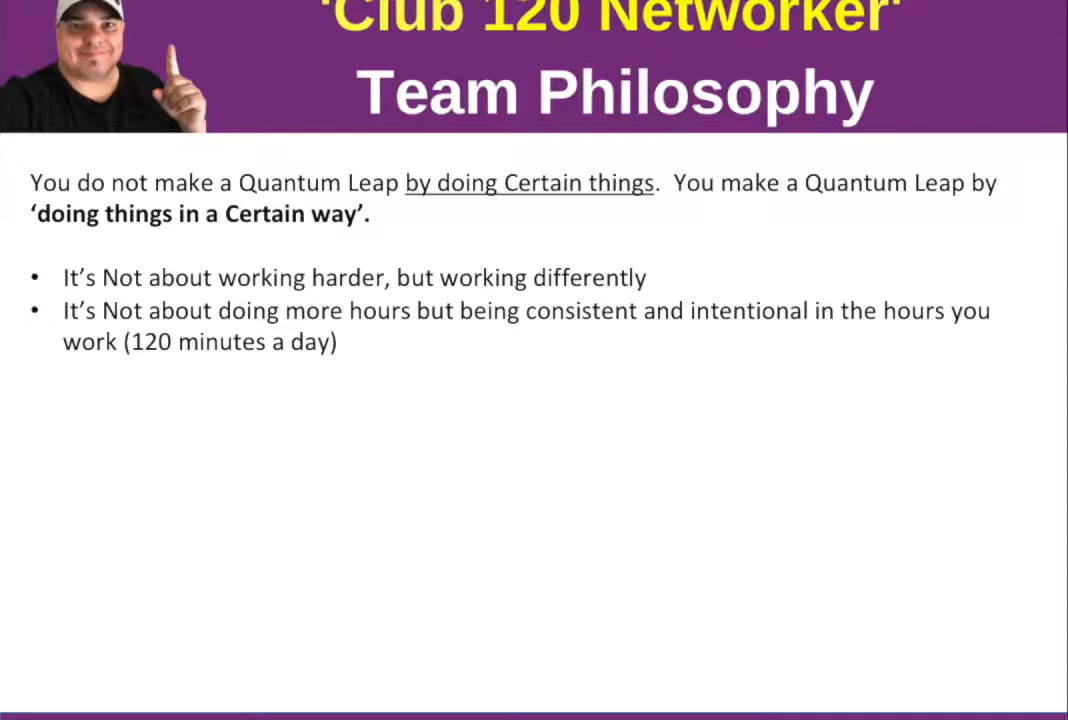 'Club 120 Networker'
Team Philosophy
You do not make a Quantum Leap by doing Certain things. You make a Quantum Leap by
‘doing things in a Certain way’.
• It’s Not about working harder, but working differently
• It’s Not about doing more hours but being consistent and intentional in the hours you
work (120 minutes a day)